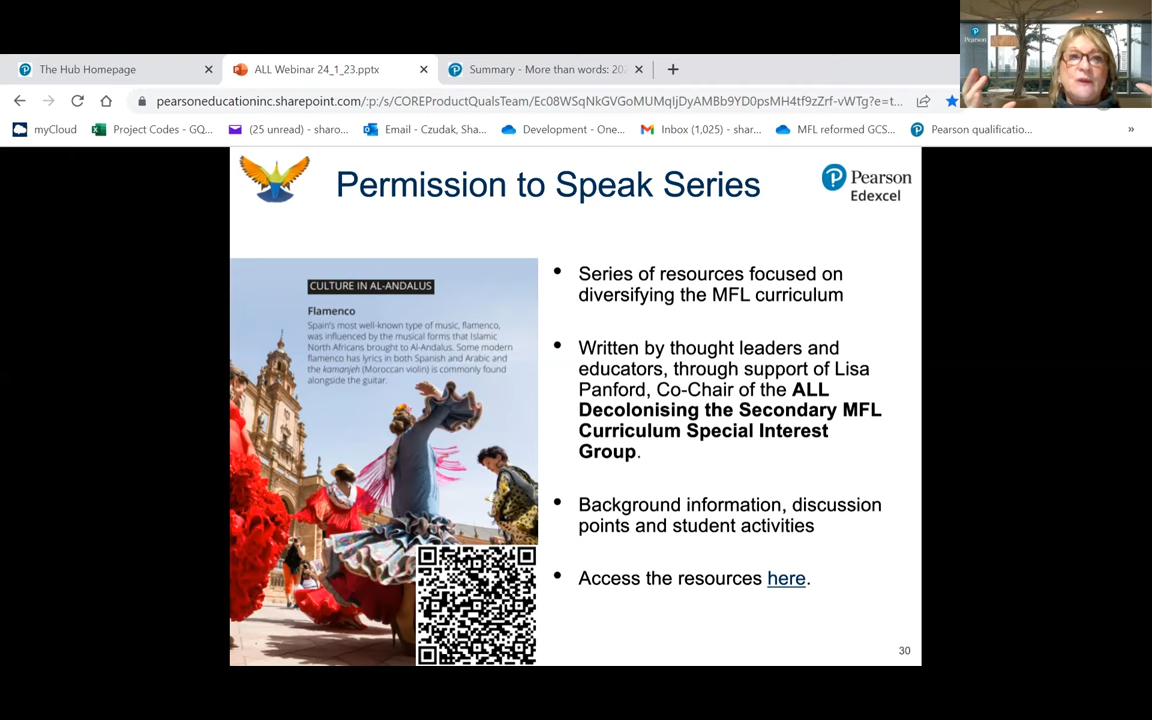 Pearson
The Hub Homepage
ALL Webinar 24_1_23.pptx
Summary - More than words: 202
pearsoneducationinc.sharepoint.com/:p:/s/COREProductQualsTeam/Ec08WSqNkGVGoMUMqIjDyAMBb9YD0psMH4tf9zZrf-vWTg?e=t...
myCloud
Project Codes - GQ...
(25 unread) - sharo...
Email - Czudak, Sha...
Development - One...
Inbox (1,025) - shar...
MFL reformed GCS...
Pearson qualificatio...
»
Permission to Speak Series
Pearson
Edexcel
CULTURE IN AL-ANDALUS
Flamenco
Spain's most well-known type of music, flamenco,
was influenced by the musical forms that Islamic
North Africans brought to Al-Andalus. Some modern
flamenco has lyrics in both Spanish and Arabic and
the kamanjeh (Moroccan violin) is commonly found
alongside the guitar.
• Series of resources focused on
diversifying the MFL curriculum
• Written by thought leaders and
educators, through support of Lisa
Panford, Co-Chair of the ALL
Decolonising the Secondary MFL
Curriculum Special Interest
Group.
• Background information, discussion
points and student activities
• Access the resources here.
30